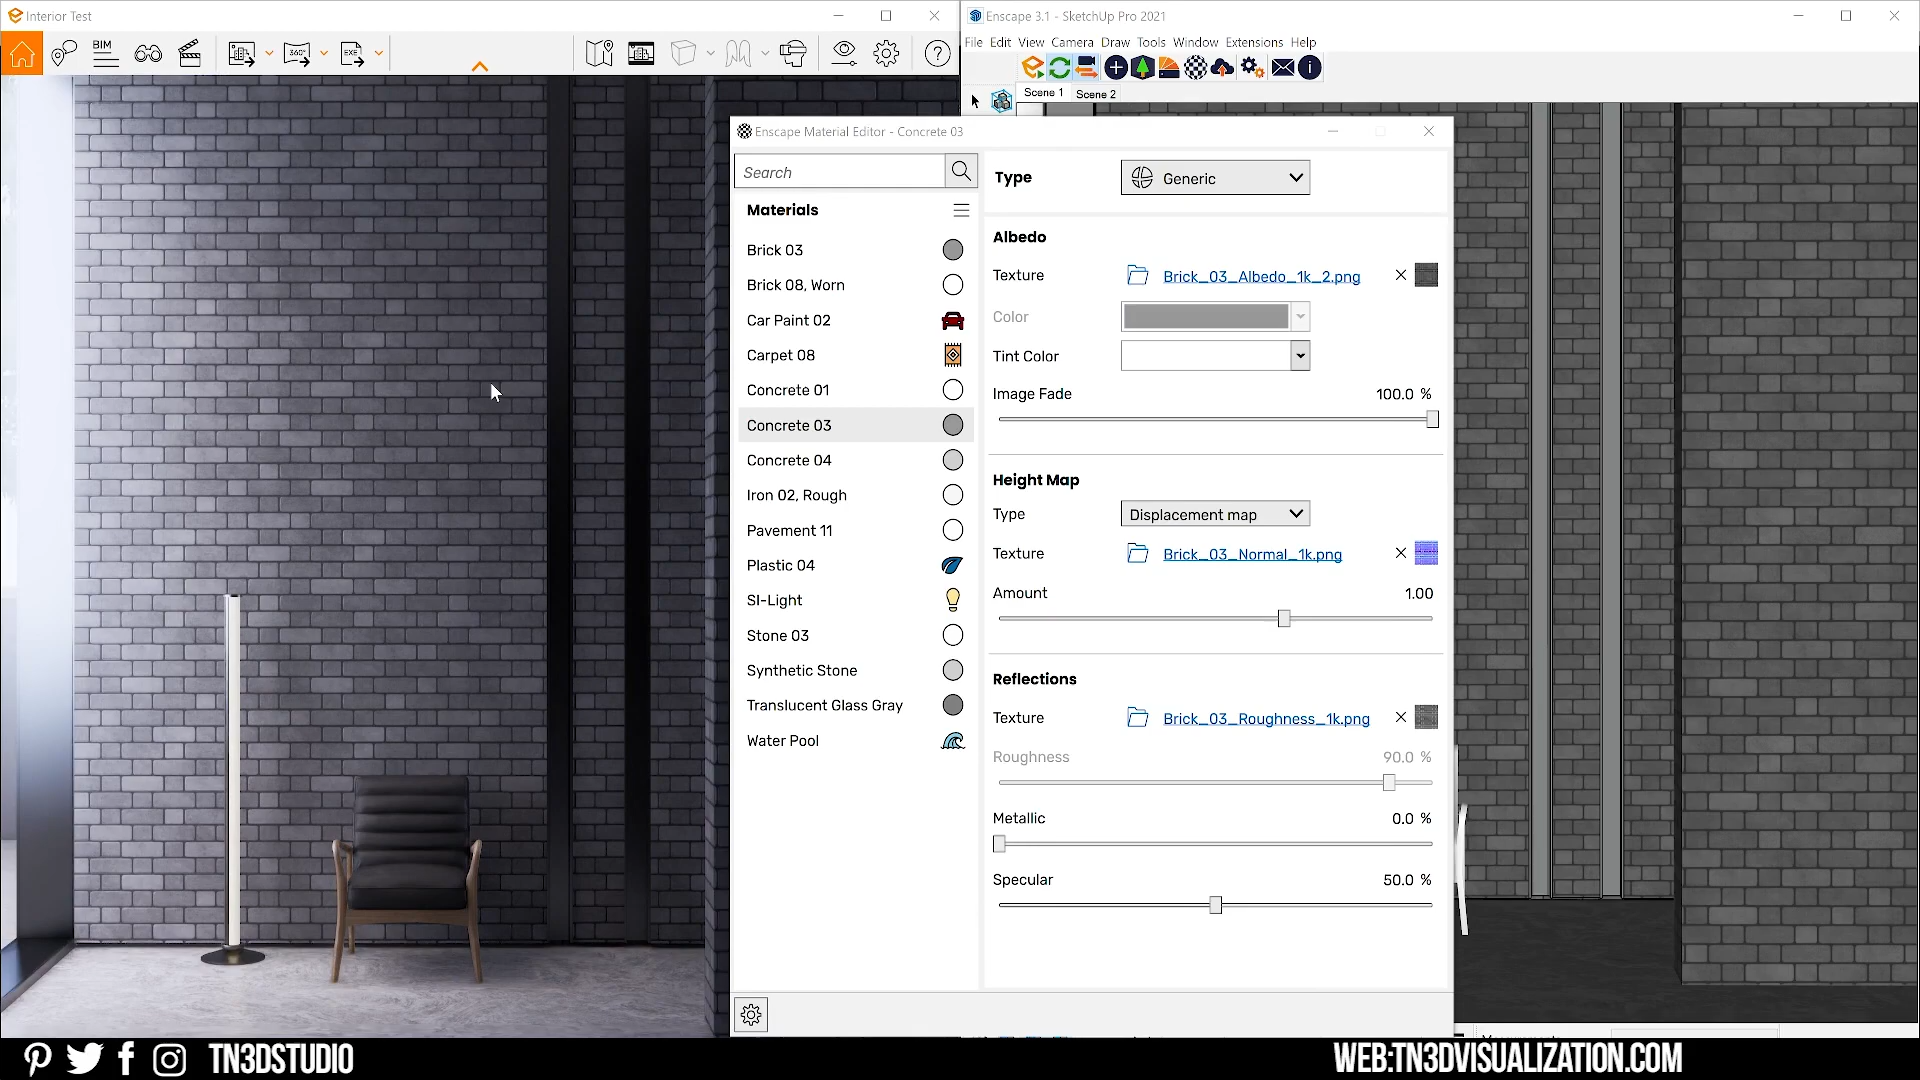 Interior Test
BIM
360°
EXE
Enscape 3.1 - SketchUp Pro 2021
File Edit View Camera Draw Tools Window Extensions Help
Scene 1 Scene 2
Enscape Material Editor - Concrete 03
Search
Materials
Brick 03
Brick 08, Worn
Car Paint 02
Carpet 08
Concrete 01
Concrete 03
Concrete 04
Iron 02, Rough
Pavement 11
Plastic 04
SI-Light
Stone 03
Synthetic Stone
Translucent Glass Gray
Water Pool
Type Generic
Albedo
Texture Brick_03_Albedo_1k_2.png
Color
Tint Color
Image Fade 100.0 %
Height Map
Type Displacement map
Texture Brick_03_Normal_1k.png
Amount 1.00
Reflections
Texture Brick_03_Roughness_1k.png
Roughness 90.0 %
Metallic 0.0 %
Specular 50.0 %
TN3DSTUDIO
WEB:TN3DVISUALIZATION.COM